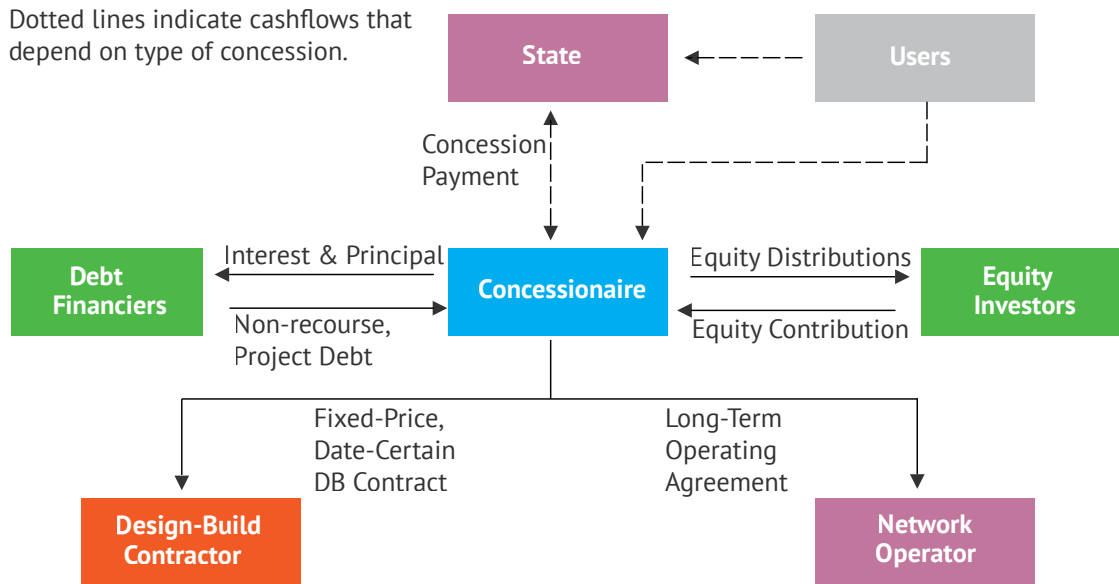 Dotted lines indicate cashflows that
depend on type of concession.
State
Users
Concession
Payment
Debt
Financiers
Interest & Principal
Non-recourse,
Project Debt
Concessionaire
Equity Distributions
Equity Contribution
Equity
Investors
Fixed-Price,
Date-Certain
DB Contract
Long-Term
Operating
Agreement
Design-Build
Contractor
Network
Operator